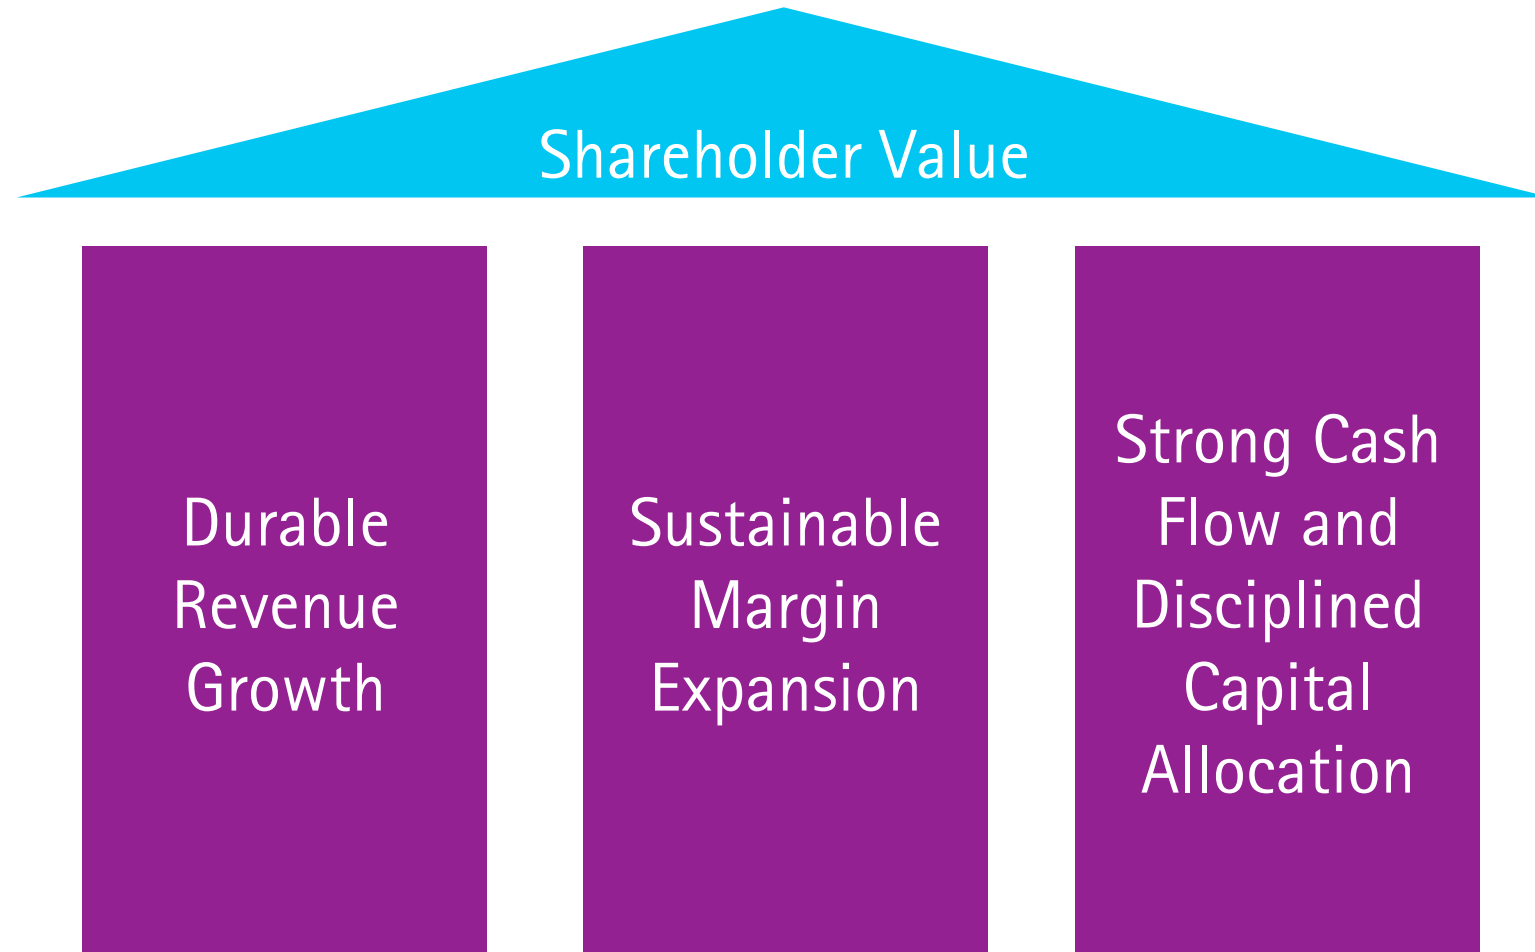 Shareholder Value
Durable
Revenue
Growth
Sustainable
Margin
Expansion
Strong Cash
Flow and
Disciplined
Capital
Allocation